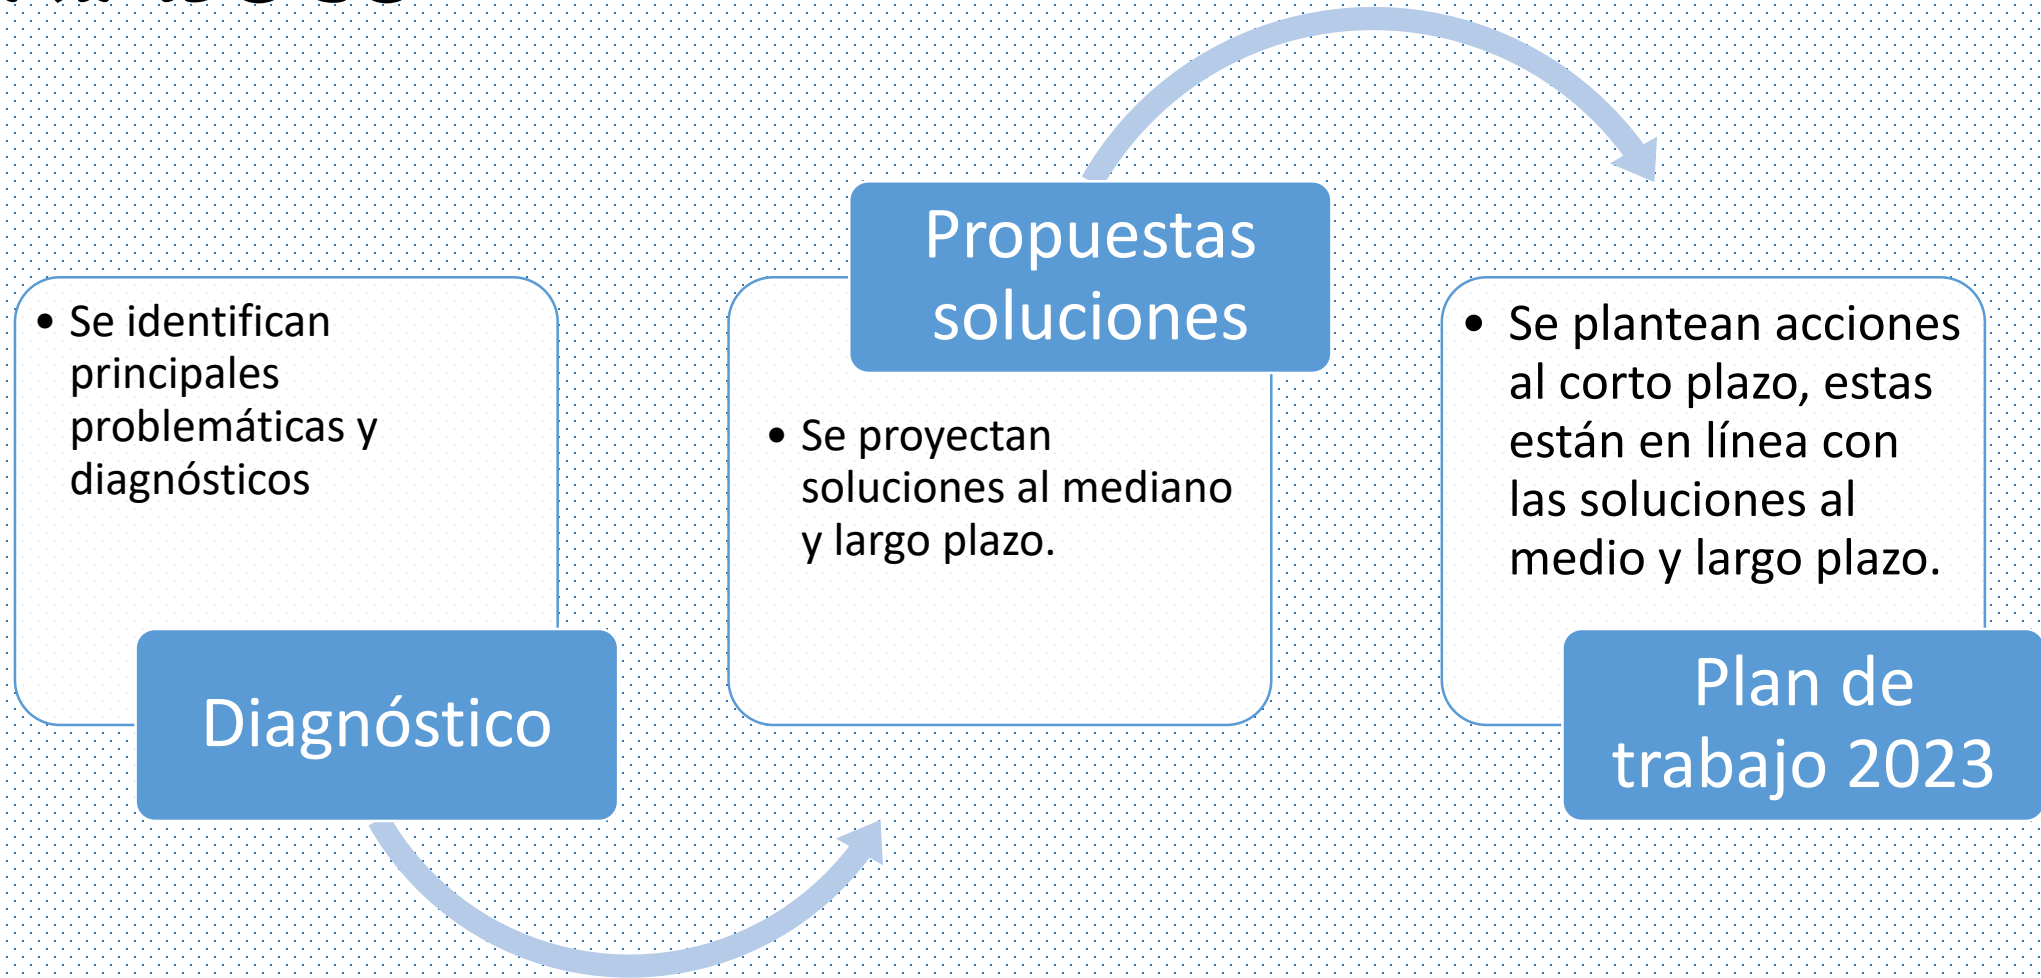 • Se identifican
principales
problemáticas y
diagnósticos
Diagnóstico
Propuestas
soluciones
• Se proyectan
soluciones al mediano
y largo plazo.
• Se plantean acciones
al corto plazo, estas
están en línea con
las soluciones al
medio y largo plazo.
Plan de
trabajo 2023